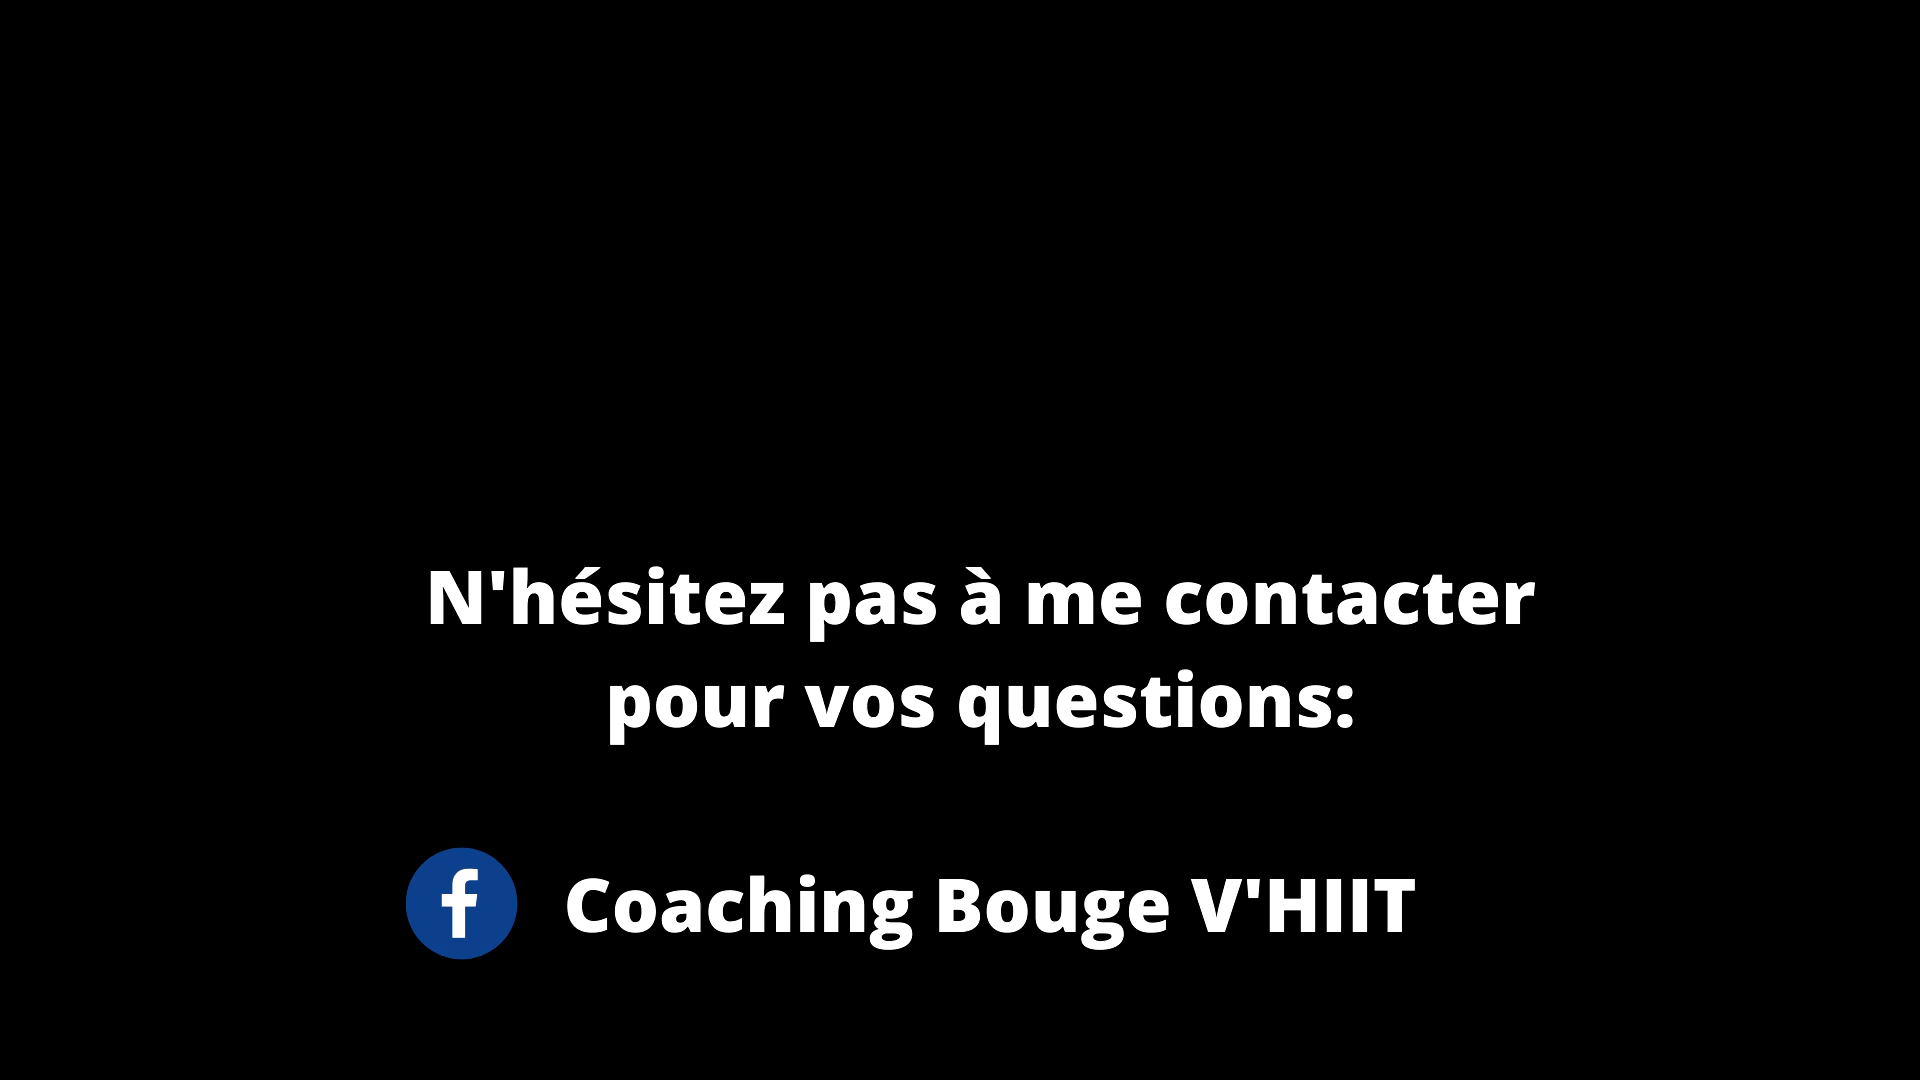 N'hésitez pas à me contacter
pour vos questions:
Coaching Bouge V'HIIT